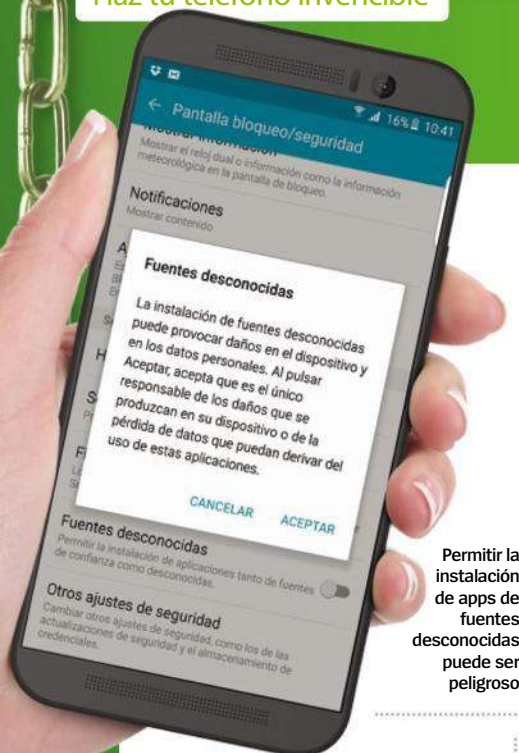 Haz tu teléfono invencible
16% 10:41
Pantalla bloqueo/seguridad
Mostrar información
Mostrar el reloj dual o información como la información
meteorológica en la pantalla de bloqueo.
Notificaciones
Mostrar contenido
Fuentes desconocidas
La instalación de fuentes desconocidas
puede provocar daños en el dispositivo y
en los datos personales. Al pulsar
Aceptar, acepta que es el único
responsable de los daños que se
produzcan en su dispositivo o de la
pérdida de datos que puedan derivar del
uso de estas aplicaciones.
CANCELAR ACEPTAR
Fuentes desconocidas
Permitir la instalación de aplicaciones tanto de fuentes
de confianza como desconocidas.
Otros ajustes de seguridad
Cambiar otros ajustes de seguridad, como los de las
actualizaciones de seguridad y el almacenamiento de
credenciales.
Permitir la
instalación
de apps de
fuentes
desconocidas
puede ser
peligroso